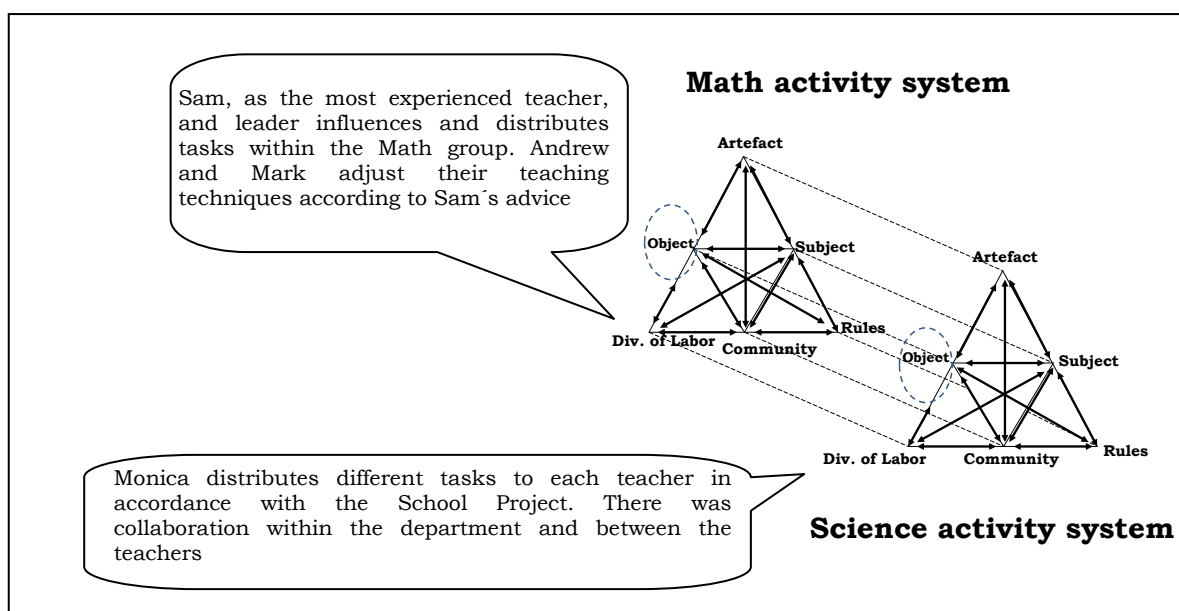 Math activity system
Sam, as the most experienced teacher,
and leader influences and distributes
tasks within the Math group. Andrew
and Mark adjust their teaching
techniques according to Sam´s advice
Artefact
Object
Subject
Div. of Labor
Community
Rules
Artefact
Object
Subject
Div. of Labor
Community
Rules
Monica distributes different tasks to each teacher in
accordance with the School Project. There was
collaboration within the department and between the
teachers
Science activity system